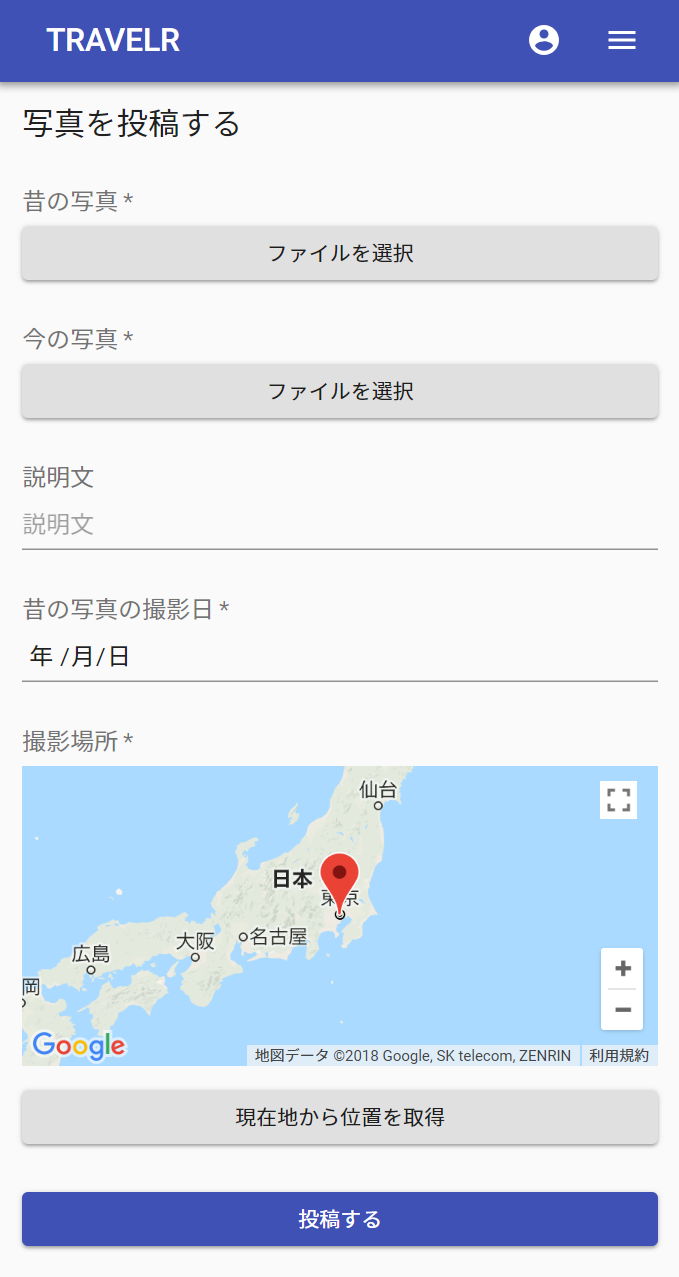 TRAVELR
写真を投稿する
昔の写真 *
ファイルを選択
今の写真 *
ファイルを選択
説明文
説明文
昔の写真の撮影日 *
年 /月/日
撮影場所 *
仙台
日本
東京
名古屋
大阪
広島
岡
Google
地図データ ©2018 Google, SK telecom, ZENRIN
利用規約
現在地から位置を取得
投稿する